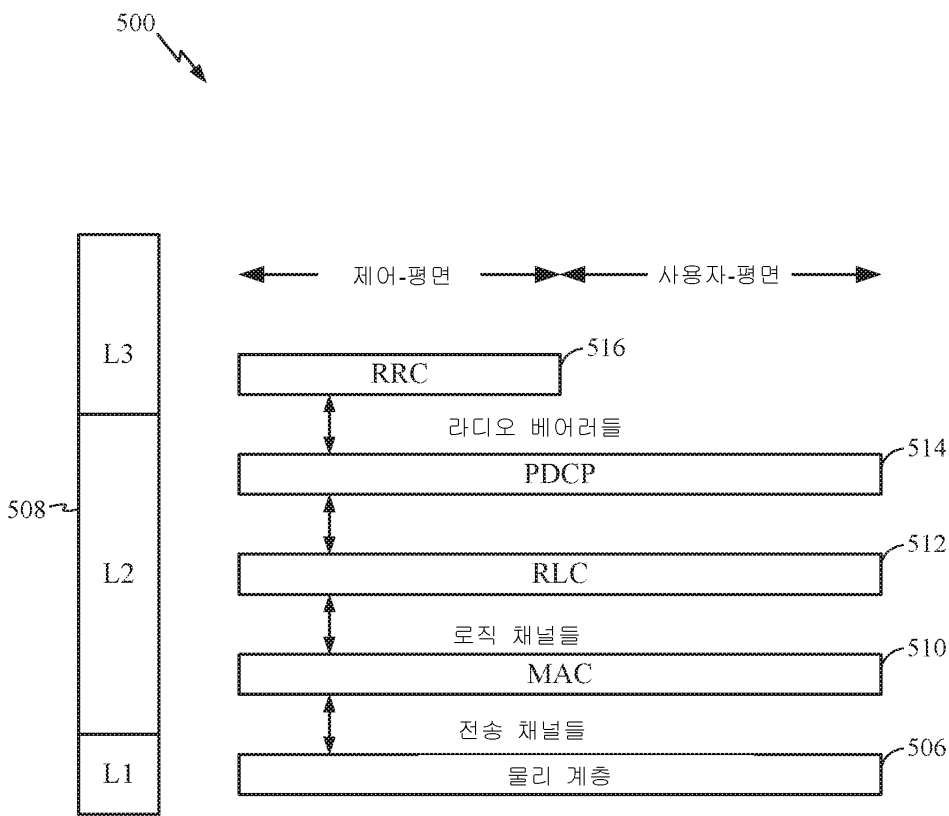 500
제어-평면
사용자-평면
L3
RRC
516
라디오 베어러들
514
PDCP
508
512
L2
RLC
로직 채널들
510
MAC
전송 채널들
506
L1
물리 계층